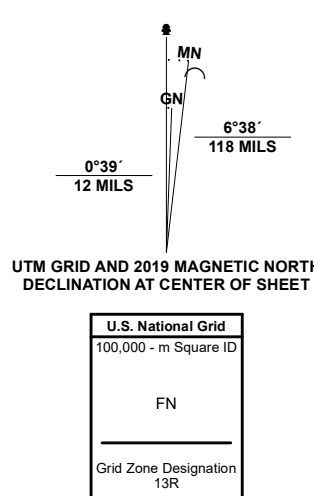 MN
GN
6°38´
118 MILS
0°39´
12 MILS
UTM GRID AND 2019 MAGNETIC NORTH
DECLINATION AT CENTER OF SHEET
U.S. National Grid
100,000 - m Square ID
FN
Grid Zone Designation
13R